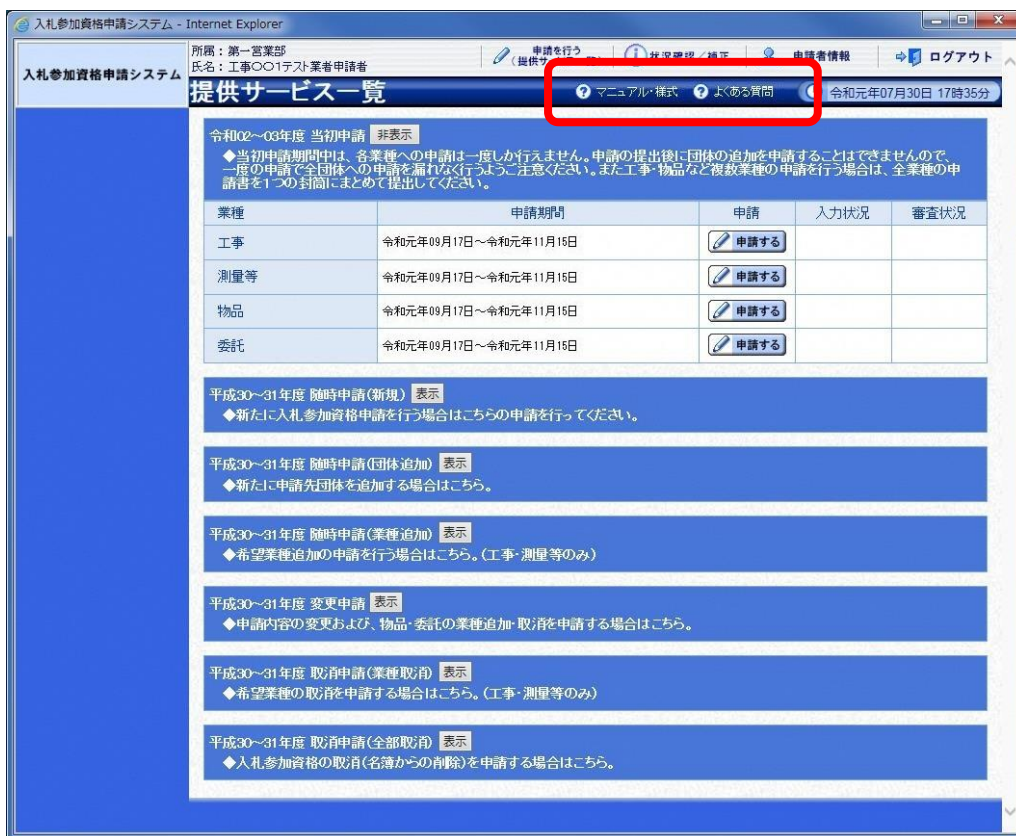 入札参加資格申請システム - Internet Explorer
入札参加資格申請システム
所属：第一営業部
氏名：工事〇〇1テスト業者申請者
申請を行う
申請者情報
ログアウト
提供サービス一覧
マニュアル・様式 よくある質問
令和元年07月30日 17時35分
令和02～03年度 当初申請 非表示
◆当初申請期間中は、各業種への申請は一度しか行えません。申請の提出後に団体の追加を申請することはできませんので、
一度の申請で全団体への申請を漏れなく行うようご注意ください。また工事・物品など複数業種の申請を行う場合は、全業種の申
請書を1つの封筒にまとめて提出してください。
業種 申請期間 申請 入力状況 審査状況
工事 令和元年09月17日～令和元年11月15日 申請する
測量等 令和元年09月17日～令和元年11月15日 申請する
物品 令和元年09月17日～令和元年11月15日 申請する
委託 令和元年09月17日～令和元年11月15日 申請する
平成30～31年度 随時申請(新規) 表示
◆新たに入札参加資格申請を行う場合はこちらの申請を行ってください。
平成30～31年度 随時申請(団体追加) 表示
◆新たに申請先団体を追加する場合はこちら。
平成30～31年度 随時申請(業種追加) 表示
◆希望業種追加の申請を行う場合はこちら。(工事・測量等のみ)
平成30～31年度 変更申請 表示
◆申請内容の変更および、物品・委託の業種追加・取消を申請する場合はこちら。
平成30～31年度 取消申請(業種取消) 表示
◆希望業種の取消を申請する場合はこちら。(工事・測量等のみ)
平成30～31年度 取消申請(全部取消) 表示
◆入札参加資格の取消(名簿からの削除)を申請する場合はこちら。